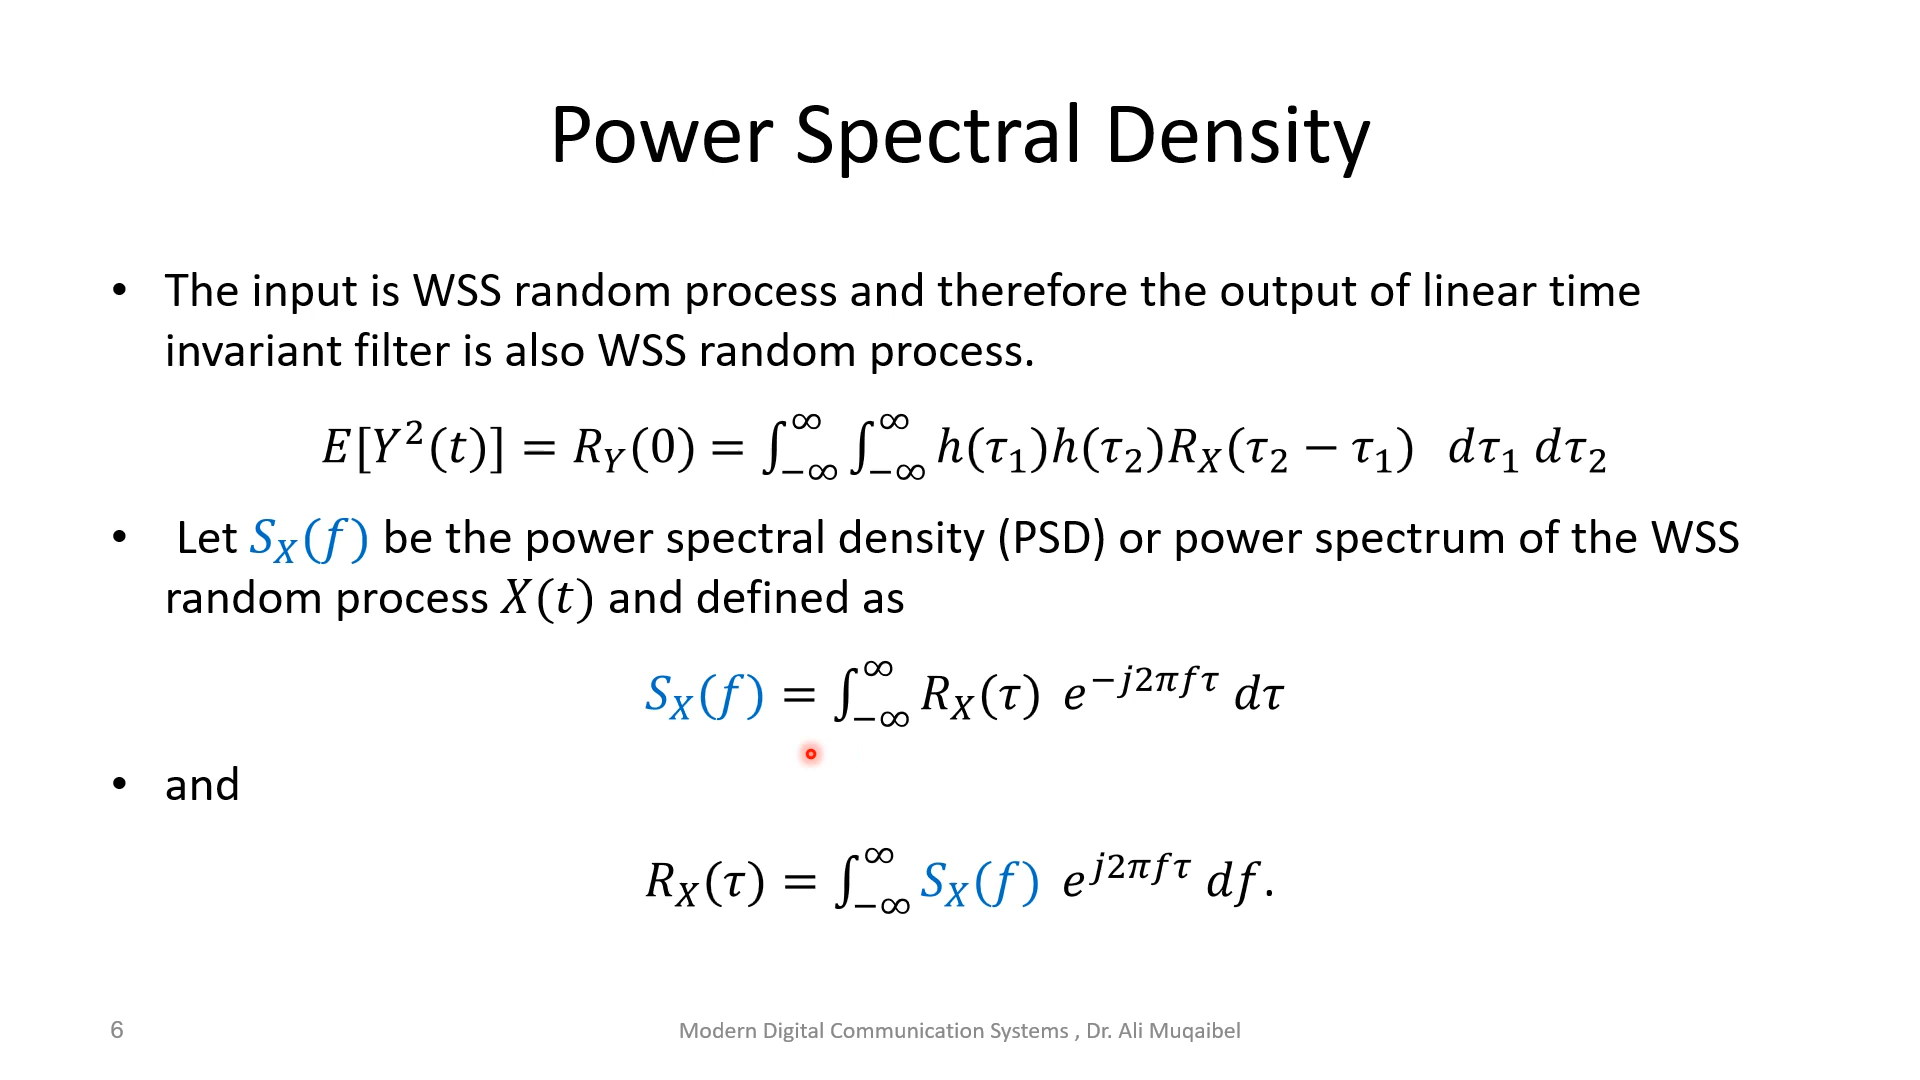 Power Spectral Density
• The input is WSS random process and therefore the output of linear time
invariant filter is also WSS random process.
𝐸[𝑌²(𝑡)] = 𝑅_𝑌(0) = ∫_{−∞}^{∞} ∫_{−∞}^{∞} ℎ(𝜏₁)ℎ(𝜏₂)𝑅_𝑋(𝜏₂ − 𝜏₁) 𝑑𝜏₁ 𝑑𝜏₂
• Let 𝑆_𝑋(𝑓) be the power spectral density (PSD) or power spectrum of the WSS
random process 𝑋(𝑡) and defined as
𝑆_𝑋(𝑓) = ∫_{−∞}^{∞} 𝑅_𝑋(𝜏) 𝑒^{−𝑗2𝜋𝑓𝜏} 𝑑𝜏
• and
𝑅_𝑋(𝜏) = ∫_{−∞}^{∞} 𝑆_𝑋(𝑓) 𝑒^{𝑗2𝜋𝑓𝜏} 𝑑𝑓.
6
Modern Digital Communication Systems , Dr. Ali Muqaibel